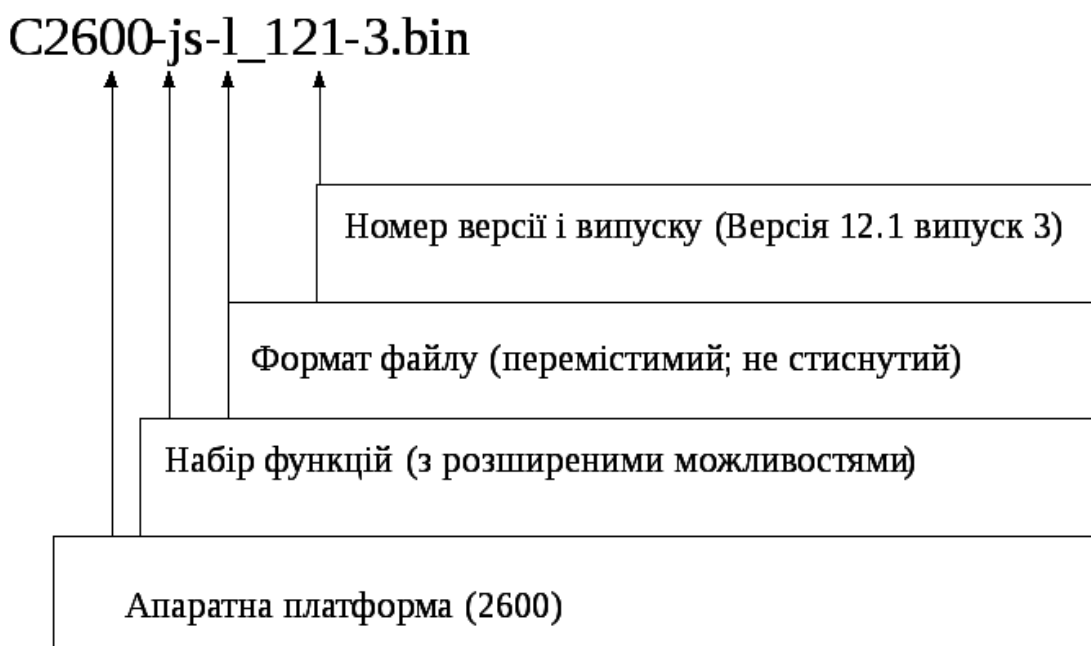 C2600-js-l_121-3.bin
Номер версії і випуску (Версія 12.1 випуск 3)
Формат файлу (перемістимий; не стиснутий)
Набір функцій (з розширеними можливостями)
Апаратна платформа (2600)